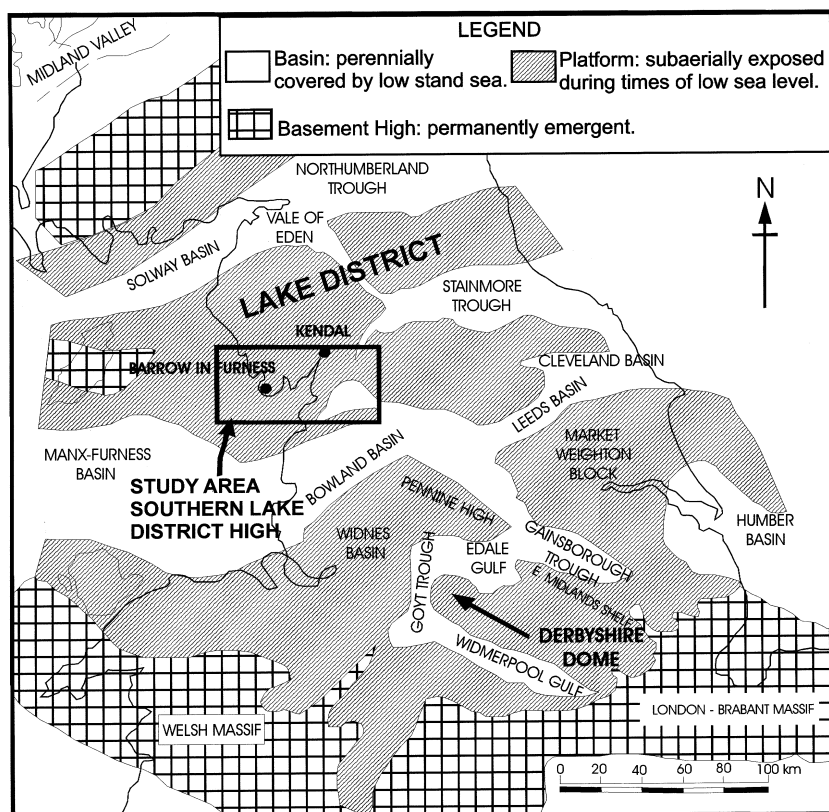 LEGEND
Basin: perennially
covered by low stand sea.
Platform: subaerially exposed
during times of low sea level.
Basement High: permanently emergent.
MIDLAND VALLEY
NORTHUMBERLAND
TROUGH
N
VALE OF
EDEN
SOLWAY BASIN
LAKE DISTRICT
STAINMORE
TROUGH
KENDAL
BARROW IN FURNESS
CLEVELAND BASIN
LEEDS BASIN
MARKET
WEIGHTON
BLOCK
MANX-FURNESS
BASIN
BOWLAND BASIN
STUDY AREA
SOUTHERN LAKE
DISTRICT HIGH
PENNINE HIGH
WIDNES
BASIN
HUMBER
BASIN
GAINSBOROUGH
TROUGH
EDALE
GULF
GOYT TROUGH
E. MIDLANDS SHELF
DERBYSHIRE
DOME
WIDMERPOOL GULF
WELSH MASSIF
LONDON - BRABANT MASSIF
0 20 40 60 80 100 km